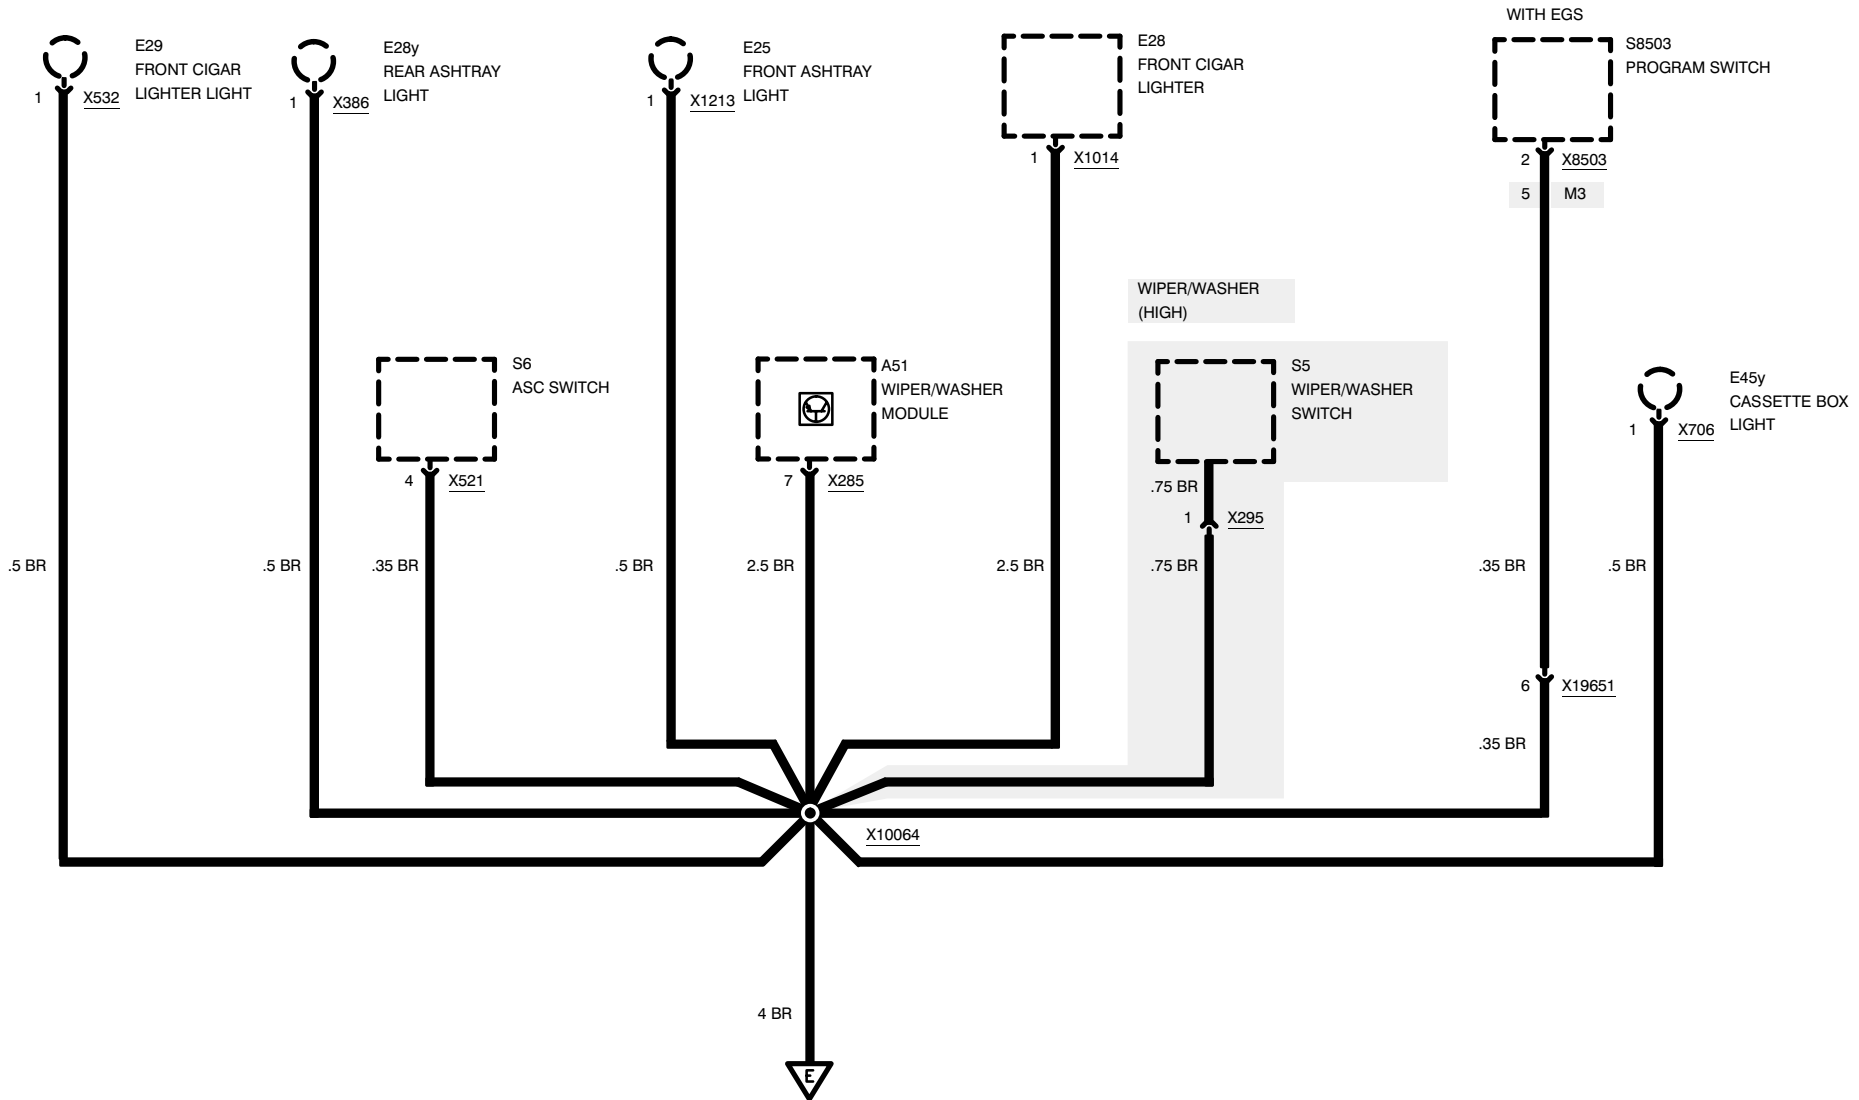 WITH EGS
E29
FRONT CIGAR
LIGHTER LIGHT
1 X532
E28y
REAR ASHTRAY
LIGHT
1 X386
E25
FRONT ASHTRAY
LIGHT
1 X1213
E28
FRONT CIGAR
LIGHTER
1 X1014
S8503
PROGRAM SWITCH
2 X8503
5 M3
WIPER/WASHER
(HIGH)
S6
ASC SWITCH
4 X521
A51
WIPER/WASHER
MODULE
7 X285
S5
WIPER/WASHER
SWITCH
.75 BR
1 X295
E45y
CASSETTE BOX
LIGHT
1 X706
.5 BR
.5 BR
.35 BR
.5 BR
2.5 BR
2.5 BR
.75 BR
.35 BR
.5 BR
6 X19651
.35 BR
X10064
4 BR
E